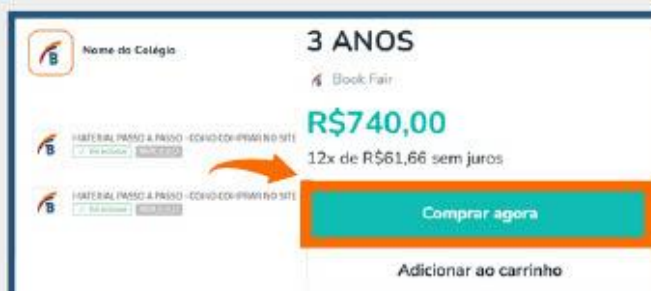 Nome do Colégio
3 ANOS
Book Fair
R$740,00
12x de R$61,66 sem juros
MATERIAL PASSO A PASSO - COMO COMPRAR NO SITE
MATERIAL PASSO A PASSO - COMO COMPRAR NO SITE
Comprar agora
Adicionar ao carrinho